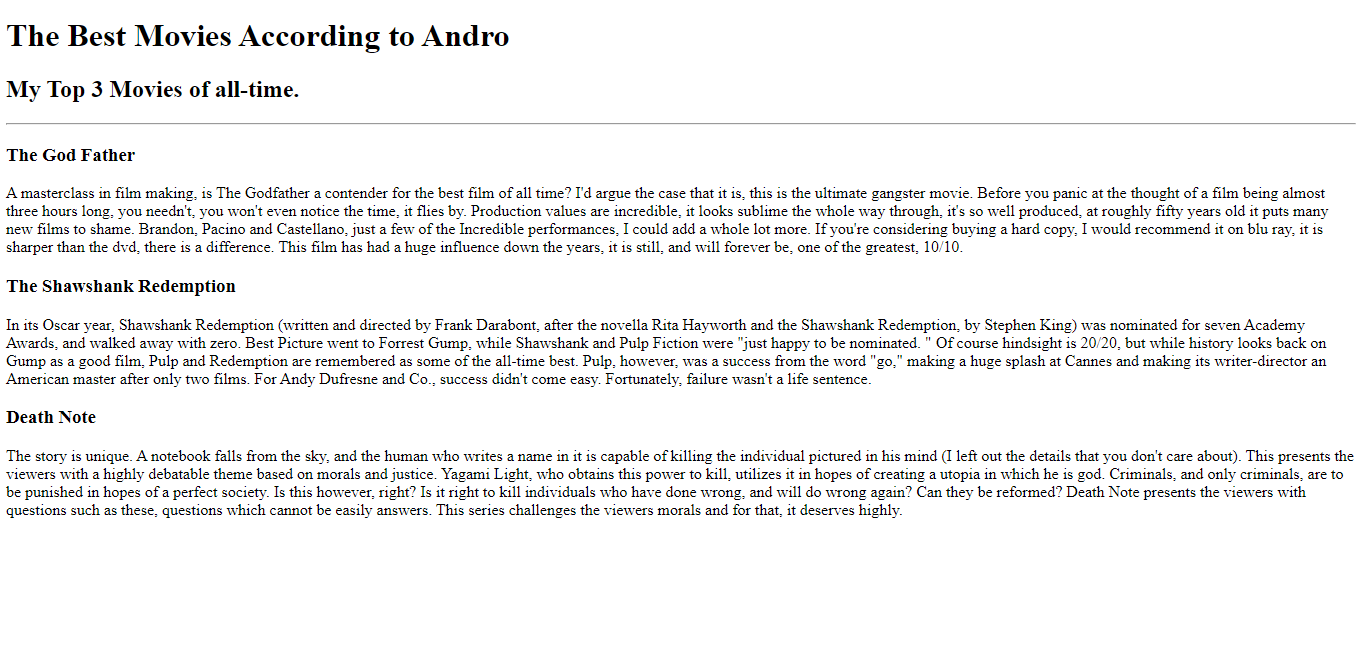 The Best Movies According to Andro
My Top 3 Movies of all-time.
The God Father
A masterclass in film making, is The Godfather a contender for the best film of all time? I'd argue the case that it is, this is the ultimate gangster movie. Before you panic at the thought of a film being almost
three hours long, you needn't, you won't even notice the time, it flies by. Production values are incredible, it looks sublime the whole way through, it's so well produced, at roughly fifty years old it puts many
new films to shame. Brandon, Pacino and Castellano, just a few of the Incredible performances, I could add a whole lot more. If you're considering buying a hard copy, I would recommend it on blu ray, it is
sharper than the dvd, there is a difference. This film has had a huge influence down the years, it is still, and will forever be, one of the greatest, 10/10.
The Shawshank Redemption
In its Oscar year, Shawshank Redemption (written and directed by Frank Darabont, after the novella Rita Hayworth and the Shawshank Redemption, by Stephen King) was nominated for seven Academy
Awards, and walked away with zero. Best Picture went to Forrest Gump, while Shawshank and Pulp Fiction were "just happy to be nominated. " Of course hindsight is 20/20, but while history looks back on
Gump as a good film, Pulp and Redemption are remembered as some of the all-time best. Pulp, however, was a success from the word "go," making a huge splash at Cannes and making its writer-director an
American master after only two films. For Andy Dufresne and Co., success didn't come easy. Fortunately, failure wasn't a life sentence.
Death Note
The story is unique. A notebook falls from the sky, and the human who writes a name in it is capable of killing the individual pictured in his mind (I left out the details that you don't care about). This presents the
viewers with a highly debatable theme based on morals and justice. Yagami Light, who obtains this power to kill, utilizes it in hopes of creating a utopia in which he is god. Criminals, and only criminals, are to
be punished in hopes of a perfect society. Is this however, right? Is it right to kill individuals who have done wrong, and will do wrong again? Can they be reformed? Death Note presents the viewers with
questions such as these, questions which cannot be easily answers. This series challenges the viewers morals and for that, it deserves highly.